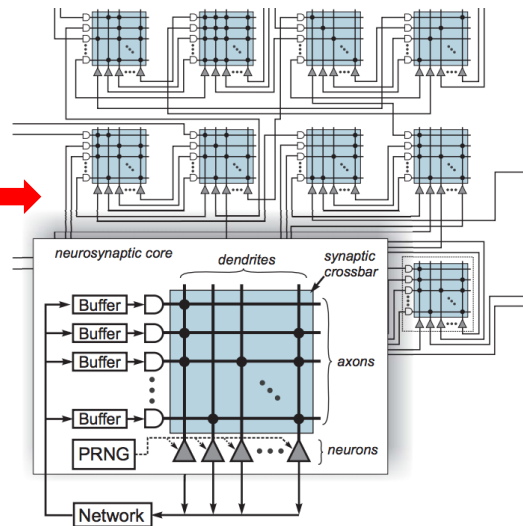 neurosynaptic core
dendrites
synaptic
crossbar
Buffer
Buffer
Buffer
axons
Buffer
PRNG
neurons
Network